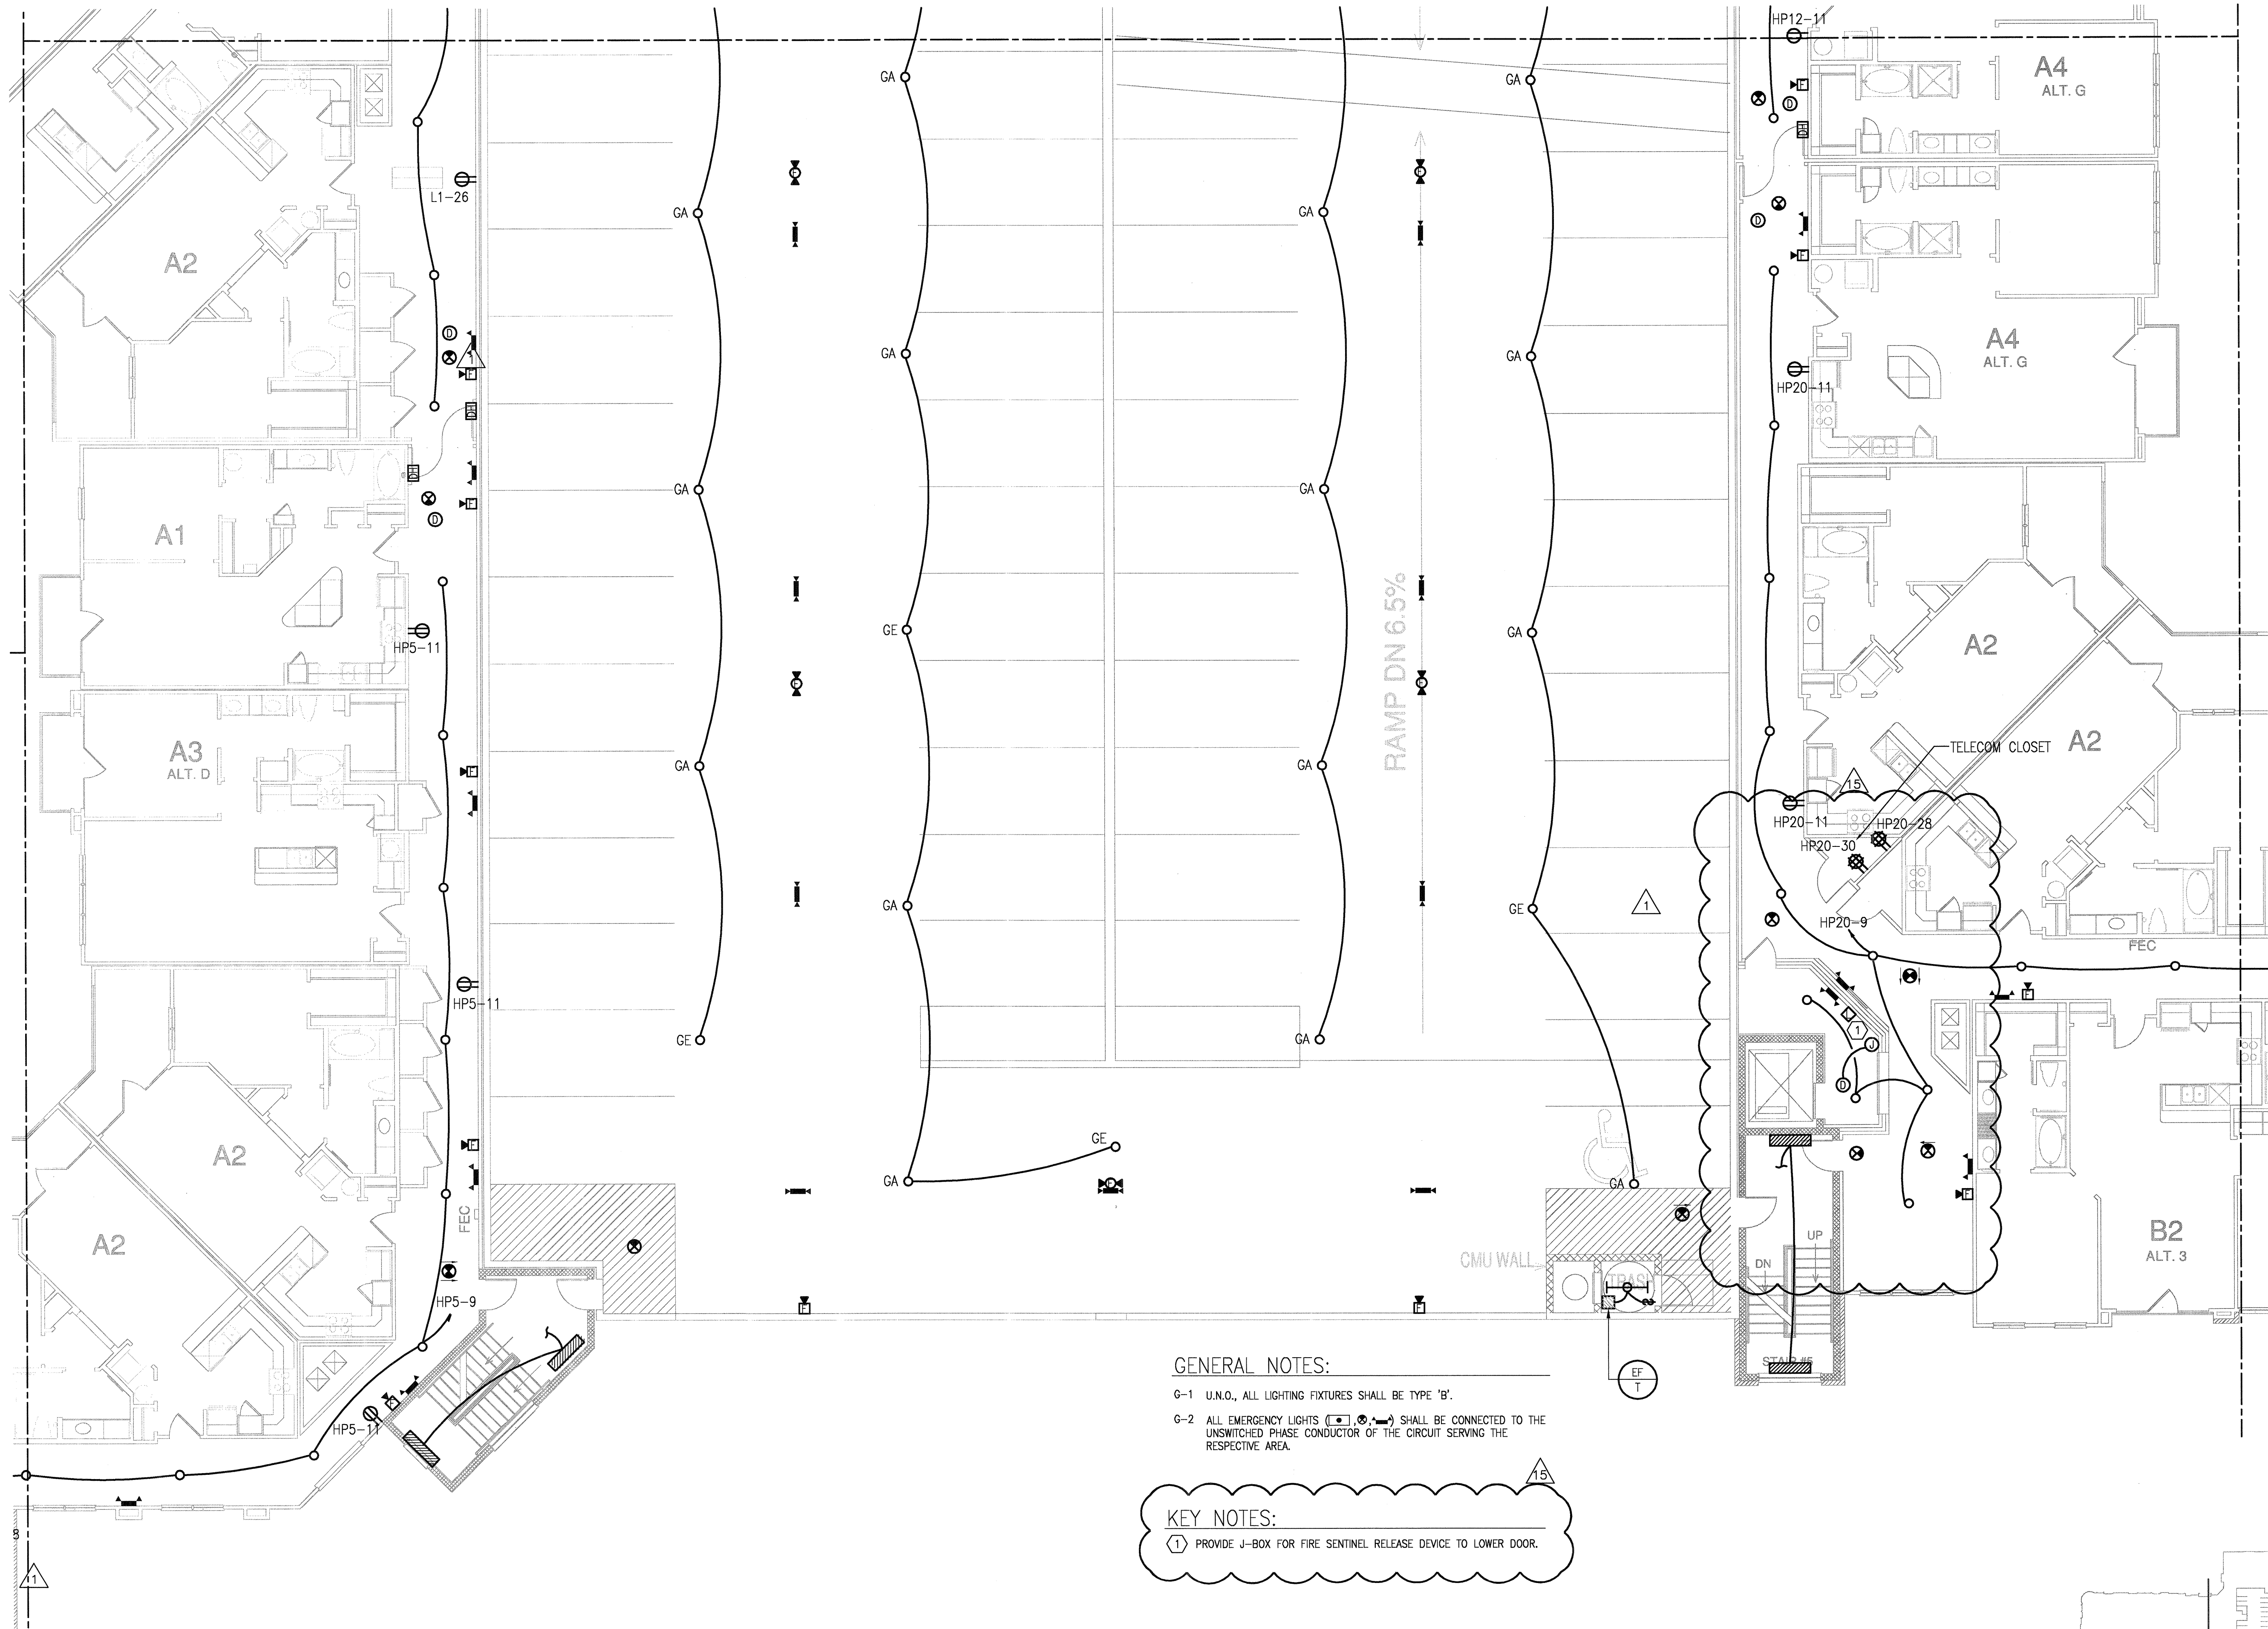 HP12-11
A4
ALT. G
GA
GA
F
D
L1-26
F
F
GA
GA
D
F
A2
D
GA
GA
A4
ALT. G
HP20-11
1
F
GA
GA
F
D
A1
A2
HP5-11
GE
GA
RAMP DN 6.5%
F
F
A3
ALT. D
F
GA
GA
TELECOM CLOSET
A2
15
HP20-11
HP20-28
HP20-30
GA
GE
1
HP20-9
FEC
F
HP5-11
GE
GA
1
J
D
GE
F
A2
GA
F
GA
F
FEC
A2
B2
ALT. 3
UP
DN
CMU WALL
TRASH
HP5-9
F
F
STAIR #5
EF
T
F
HP5-11
GENERAL NOTES:
G-1 U.N.O., ALL LIGHTING FIXTURES SHALL BE TYPE 'B'.
G-2 ALL EMERGENCY LIGHTS ( , , ) SHALL BE CONNECTED TO THE
UNSWITCHED PHASE CONDUCTOR OF THE CIRCUIT SERVING THE
RESPECTIVE AREA.
15
KEY NOTES:
1 PROVIDE J-BOX FOR FIRE SENTINEL RELEASE DEVICE TO LOWER DOOR.
1